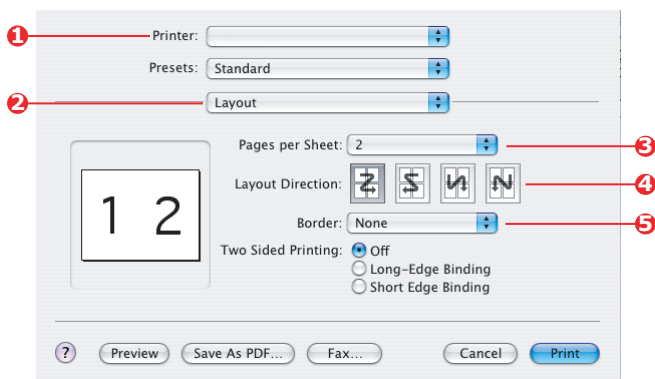 1 Printer:
Presets: Standard
2 Layout
Pages per Sheet: 2 3
Layout Direction: 4
Border: None 5
1 2
Two Sided Printing: Off
Long-Edge Binding
Short Edge Binding
? Preview Save As PDF... Fax... Cancel Print